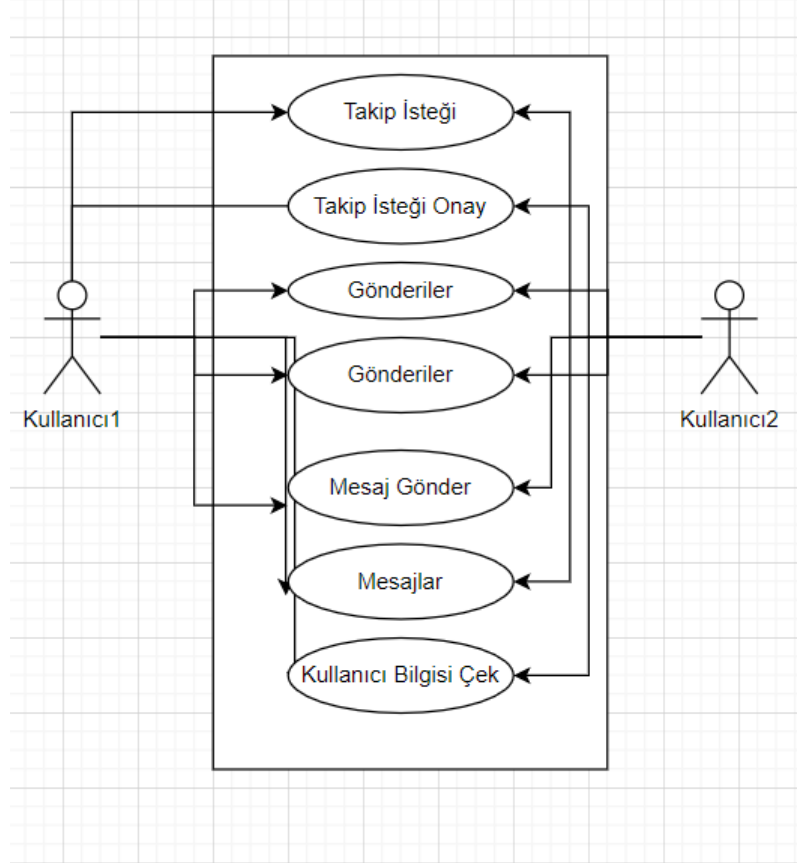 Takip İsteği
Takip İsteği Onay
Gönderiler
Gönderiler
Kullanıcı1
Kullanıcı2
Mesaj Gönder
Mesajlar
Kullanıcı Bilgisi Çek